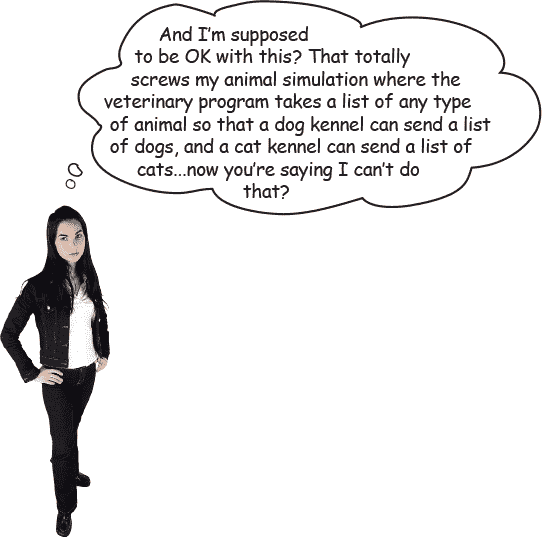 And I'm supposed
to be OK with this? That totally
screws my animal simulation where the
veterinary program takes a list of any type
of animal so that a dog kennel can send a list
of dogs, and a cat kennel can send a list of
cats...now you're saying I can't do
that?